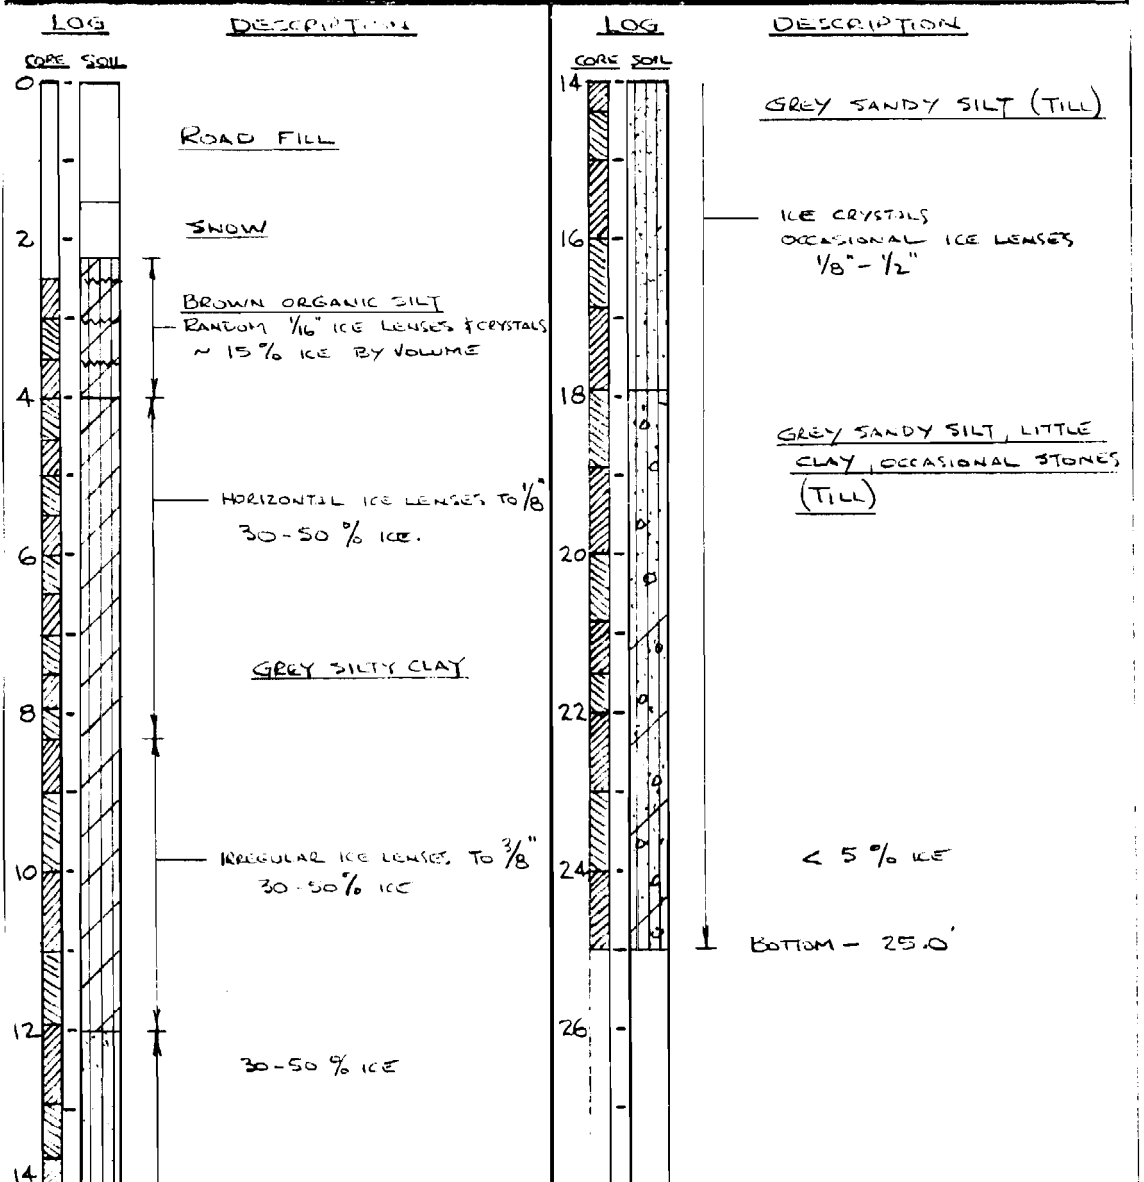 LOG
DESCRIPTION
CORE SOIL
0
ROAD FILL
SNOW
2
BROWN ORGANIC SILT
RANDOM 1/16" ICE LENSES & CRYSTALS
~ 15% ICE BY VOLUME
4
HORIZONTAL ICE LENSES TO 1/8"
30-50% ICE.
6
GREY SILTY CLAY
8
IRREGULAR ICE LENSES TO 3/8"
10
30-50% ICE
12
30-50% ICE
14
LOG
DESCRIPTION
CORE SOIL
14
GREY SANDY SILT (TILL)
ICE CRYSTALS
16
OCCASIONAL ICE LENSES
1/8" - 1/2"
18
GREY SANDY SILT, LITTLE
CLAY, OCCASIONAL STONES
(TILL)
20
22
< 5% ICE
24
BOTTOM - 25.0'
26